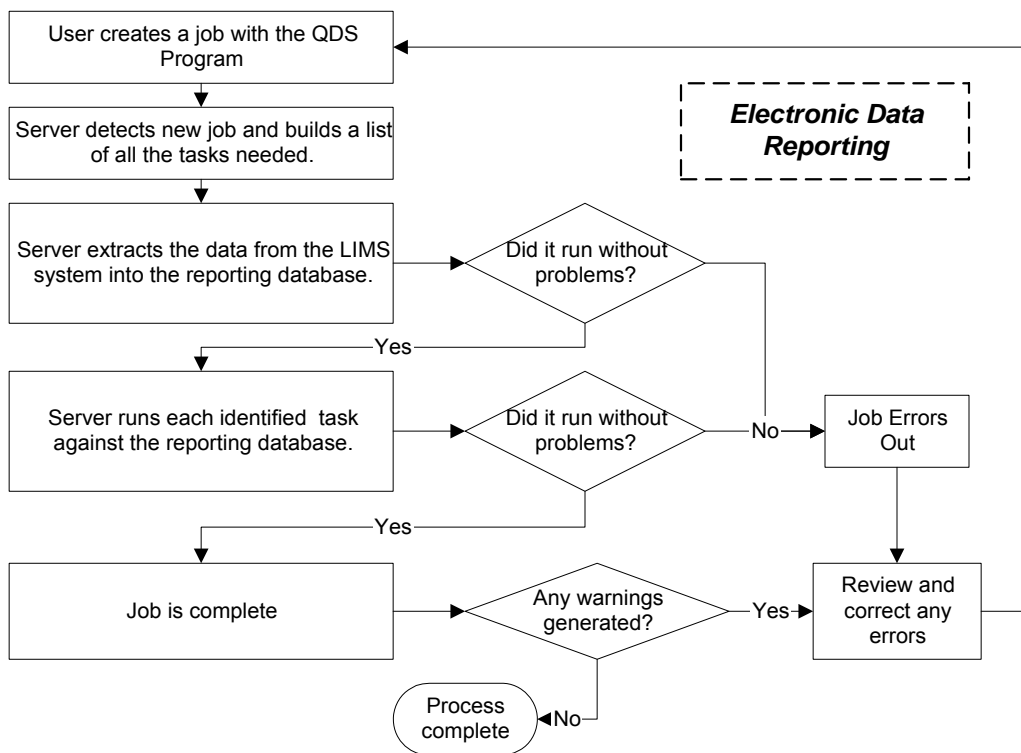 User creates a job with the QDS
Program
Electronic Data
Reporting
Server detects new job and builds a list
of all the tasks needed.
Server extracts the data from the LIMS
system into the reporting database.
Did it run without
problems?
Yes
Server runs each identified task
against the reporting database.
Did it run without
problems?
No
Job Errors
Out
Yes
Job is complete
Any warnings
generated?
Yes
Review and
correct any
errors
Process
complete
No